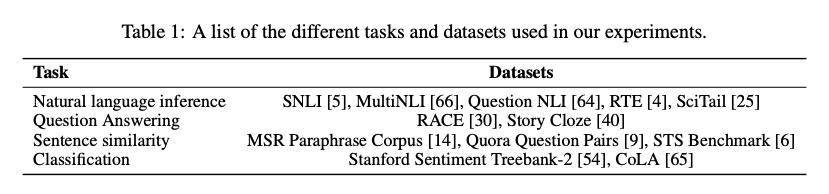 Table 1: A list of the different tasks and datasets used in our experiments.
Task Datasets
Natural language inference SNLI [5], MultiNLI [66], Question NLI [64], RTE [4], SciTail [25]
Question Answering RACE [30], Story Cloze [40]
Sentence similarity MSR Paraphrase Corpus [14], Quora Question Pairs [9], STS Benchmark [6]
Classification Stanford Sentiment Treebank-2 [54], CoLA [65]